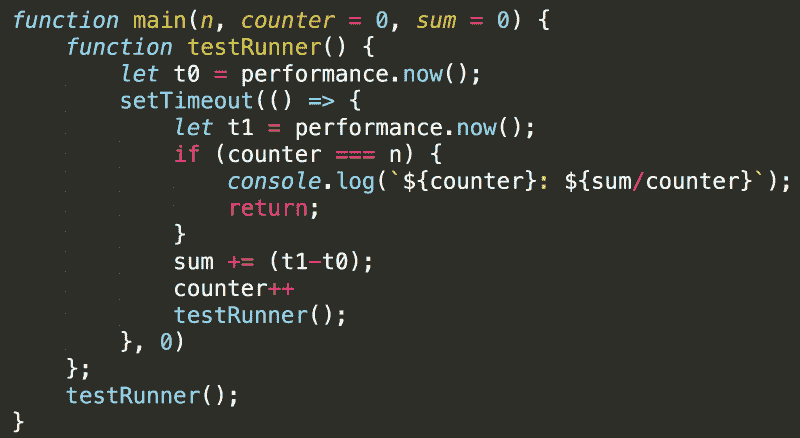 function main(n, counter = 0, sum = 0) {
    function testRunner() {
        let t0 = performance.now();
        setTimeout(() => {
            let t1 = performance.now();
            if (counter === n) {
                console.log(`${counter}: ${sum/counter}`);
                return;
            }
            sum += (t1-t0);
            counter++
            testRunner();
        }, 0)
    };
    testRunner();
}